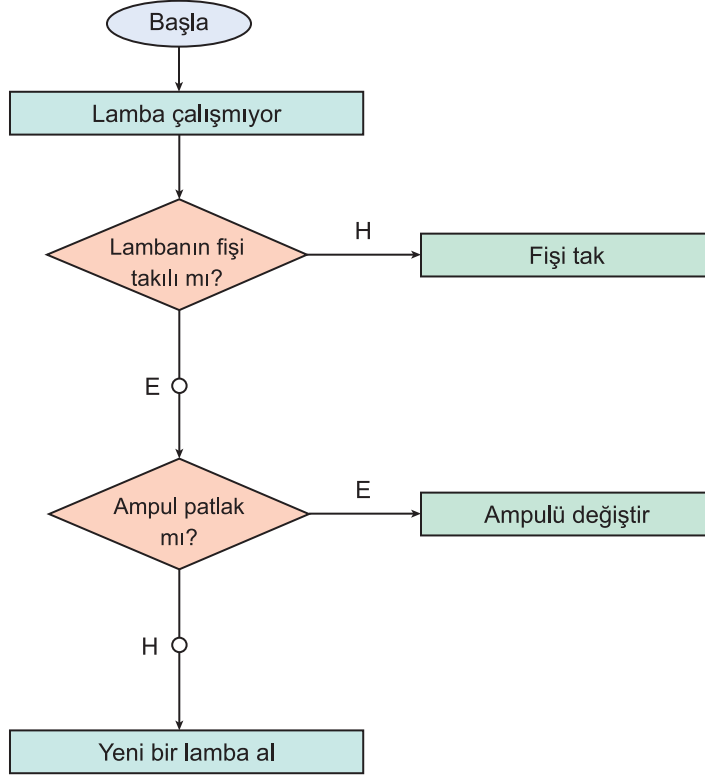 Başla
Lamba çalışmıyor
Lambanın fişi
takılı mı?
H
Fişi tak
E
Ampul patlak
mı?
E
Ampulü değiştir
H
Yeni bir lamba al